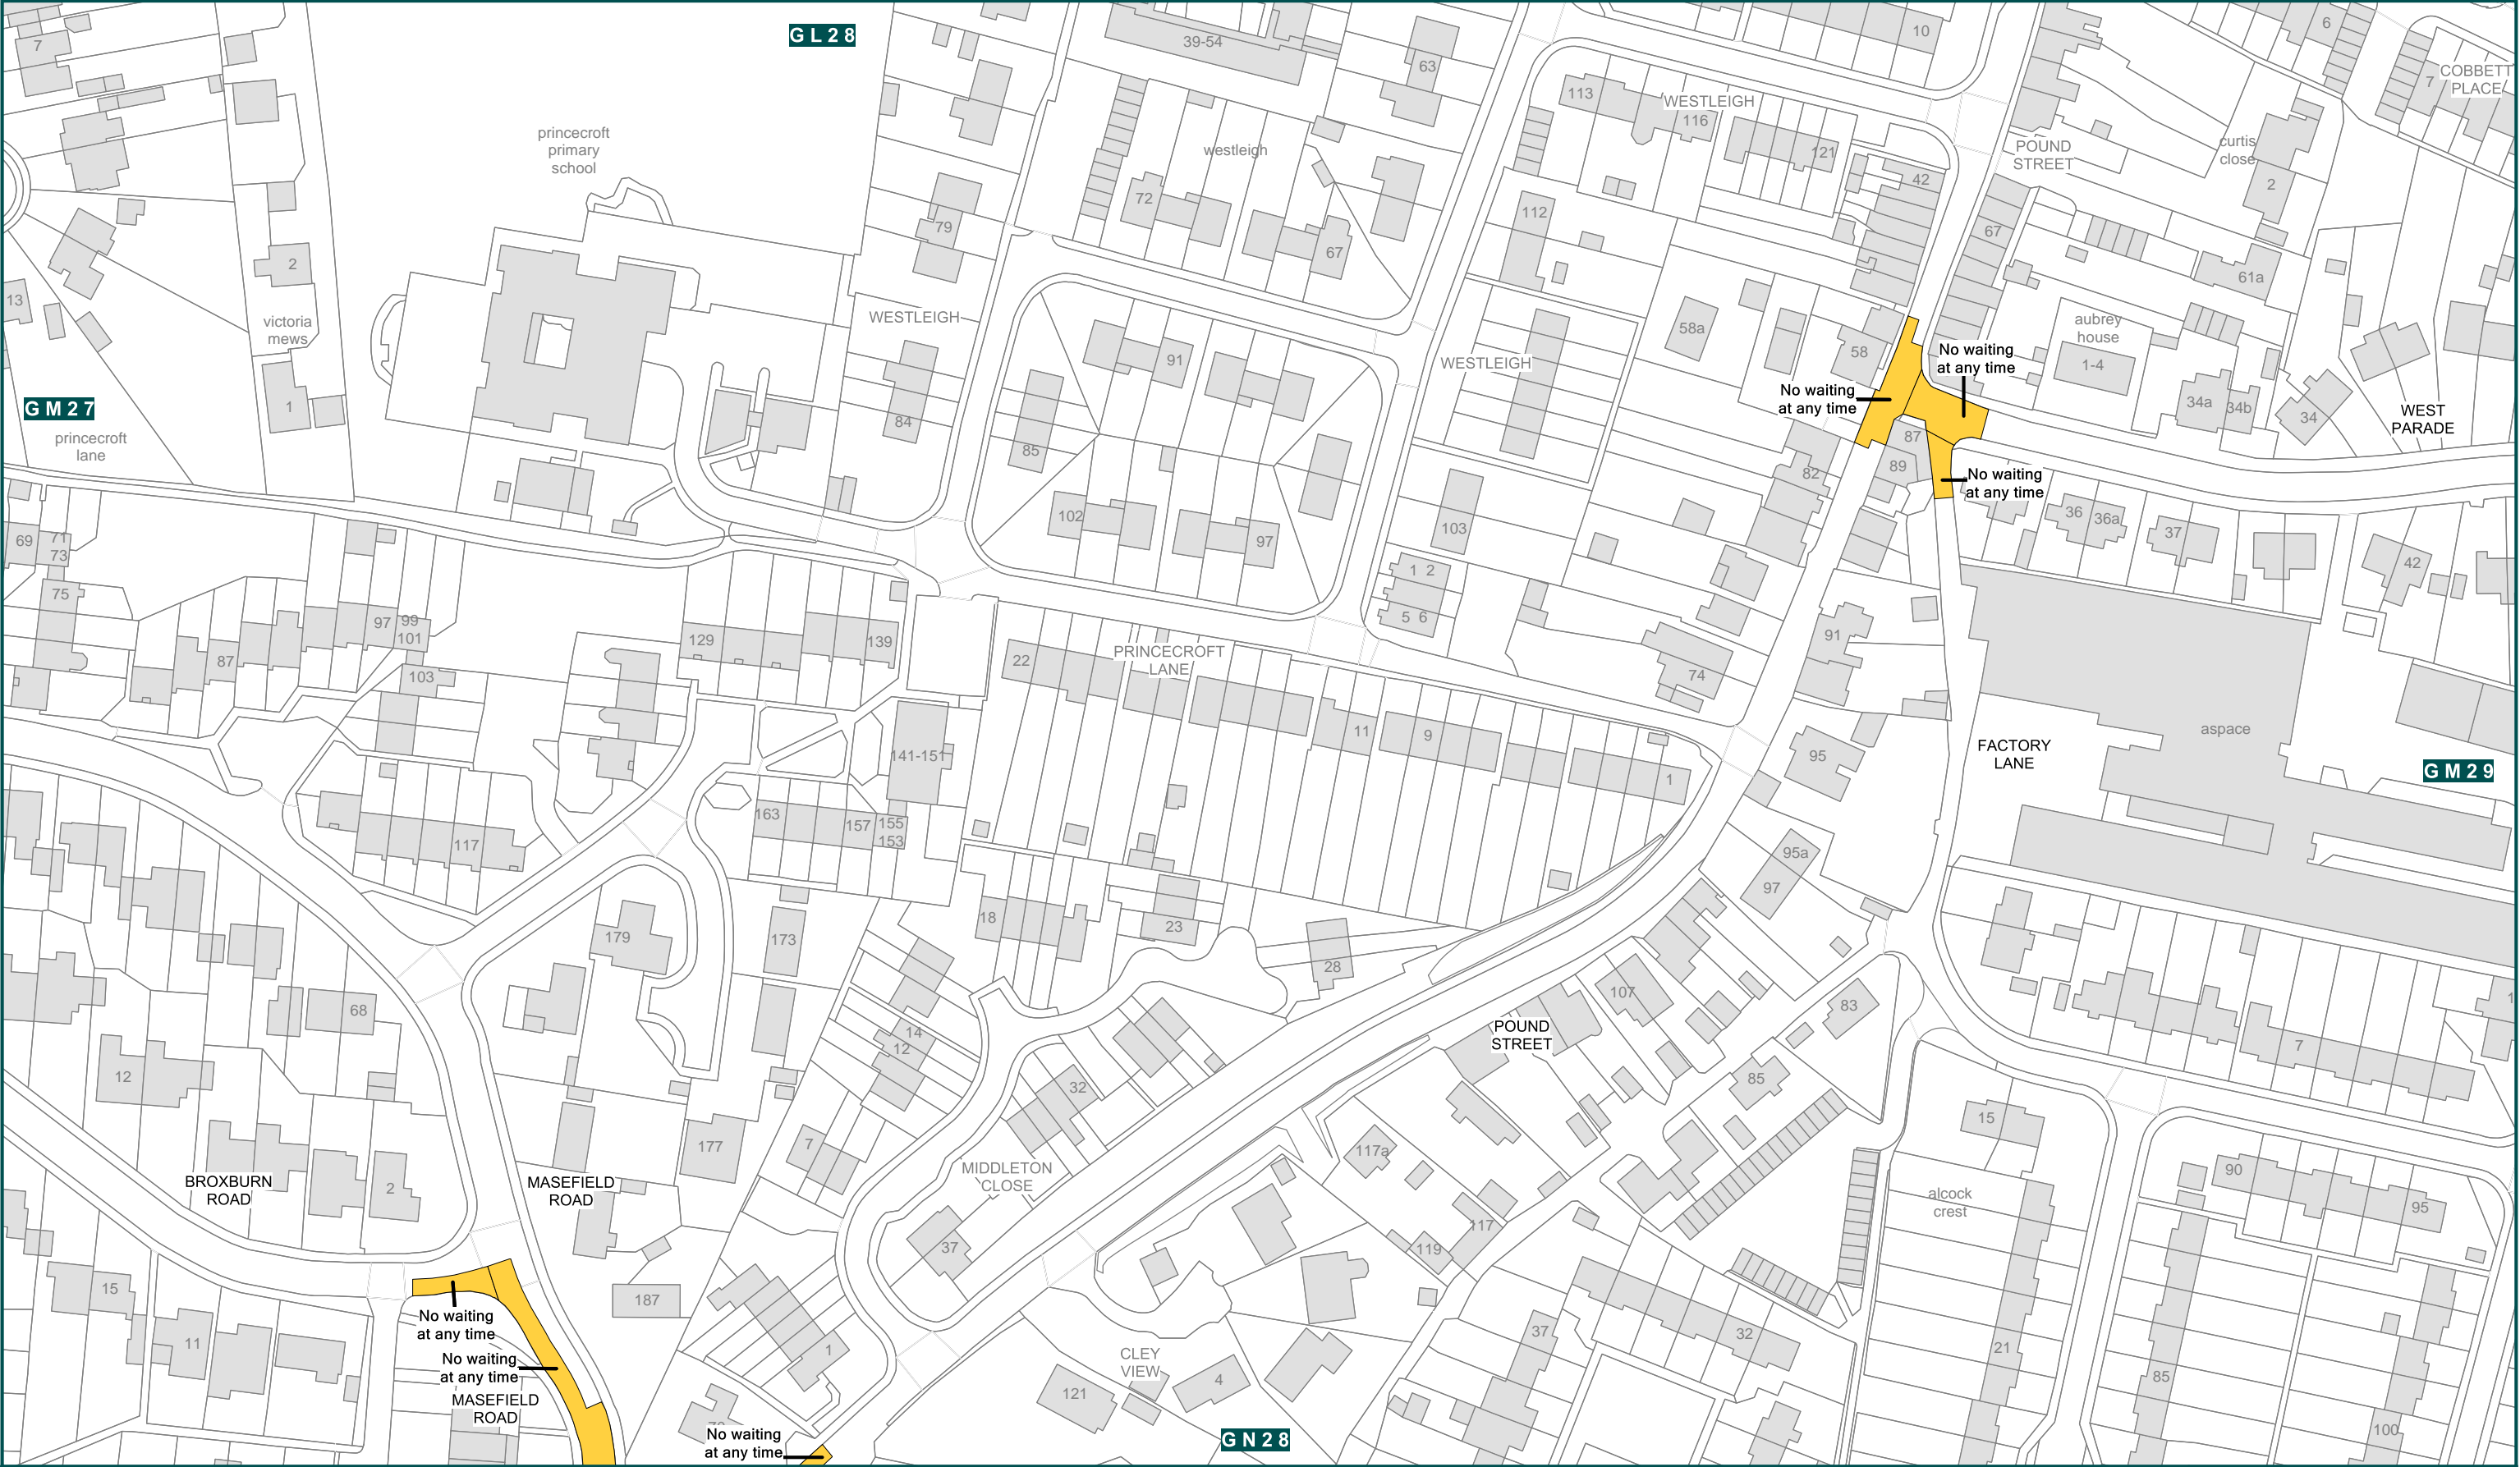 GL28
39-54
63
10
6
7
COBBETT
PLACE
7
113
WESTLEIGH
116
121
princecroft
primary
school
westleigh
POUND
STREET
curtis
close
42
2
72
112
79
67
67
2
61a
13
victoria
mews
WESTLEIGH
58a
58
aubrey
house
1-4
No waiting
at any time
91
WESTLEIGH
No waiting
at any time
GM27
1
34a
34b
34
WEST
PARADE
princecroft
lane
84
85
87
89
82
No waiting
at any time
102
97
103
36
36a
37
42
69
71
73
75
1 2
5 6
97
99
101
87
103
129
139
22
PRINCECROFT
LANE
91
74
11
9
1
95
aspace
FACTORY
LANE
GM29
141-151
163
157
155
153
117
95a
97
179
173
18
23
28
68
107
83
14
12
POUND
STREET
7
12
32
85
15
177
7
117a
BROXBURN
ROAD
2
MASEFIELD
ROAD
MIDDLETON
CLOSE
alcock
crest
90
95
37
119
117
15
187
No waiting
at any time
11
1
37
32
21
85
No waiting
at any time
MASEFIELD
ROAD
CLEY
VIEW
121
4
No waiting
at any time
GN28
100